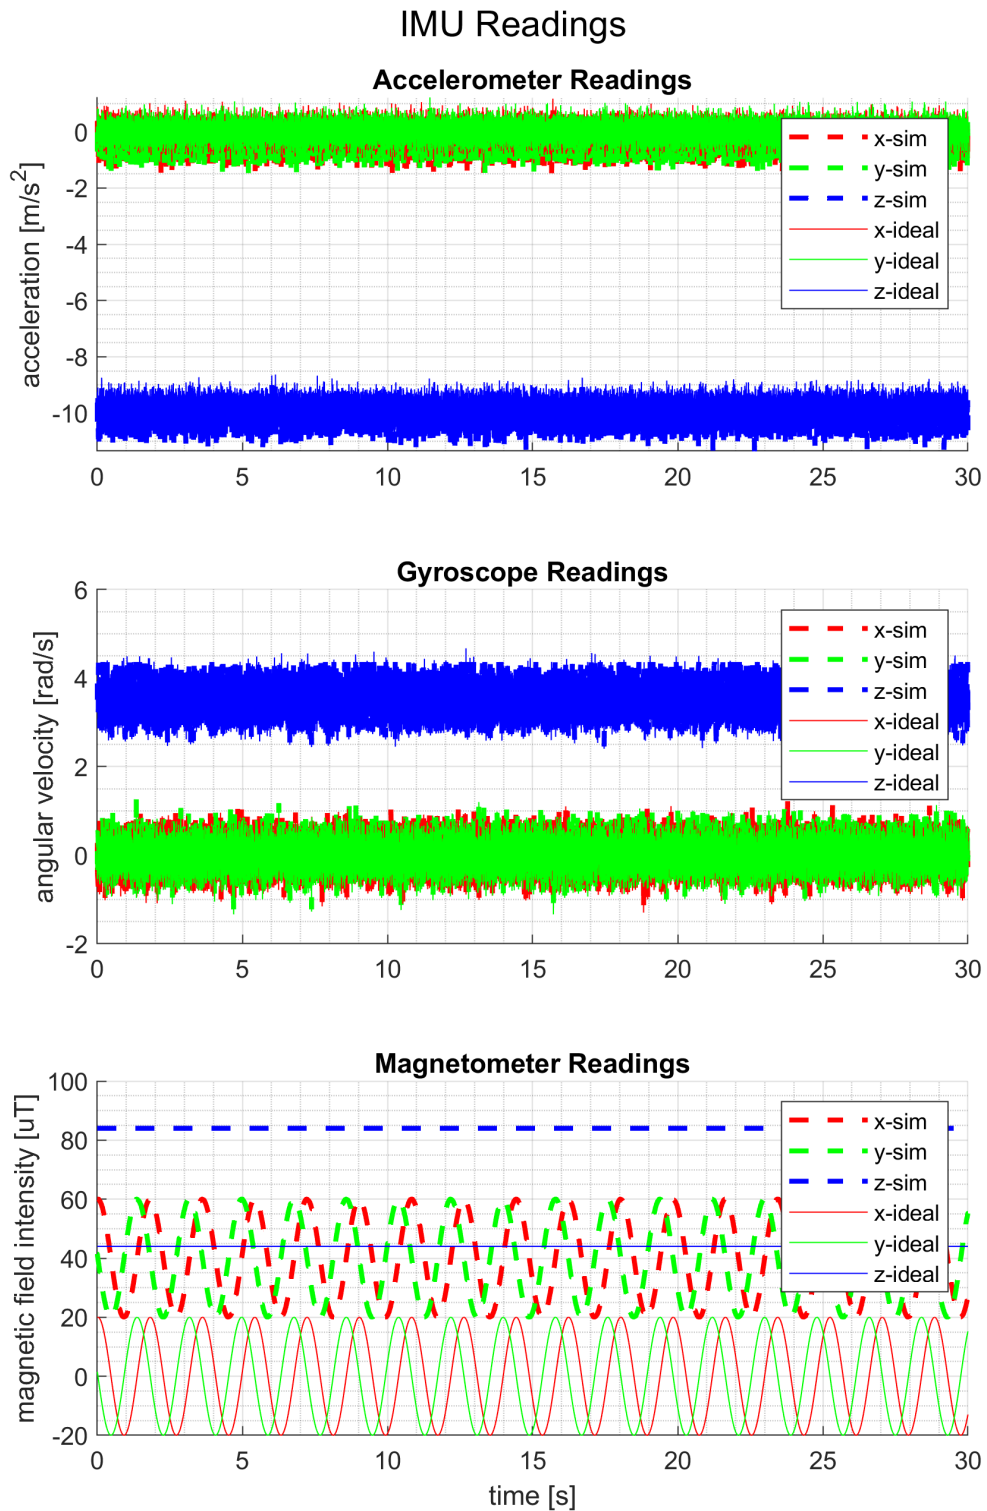 IMU Readings
Accelerometer Readings
acceleration [m/s²]
0
-2
-4
-6
-8
-10
x-sim
y-sim
z-sim
x-ideal
y-ideal
z-ideal
0 5 10 15 20 25 30
Gyroscope Readings
angular velocity [rad/s]
6
4
2
0
-2
x-sim
y-sim
z-sim
x-ideal
y-ideal
z-ideal
0 5 10 15 20 25 30
Magnetometer Readings
magnetic field intensity [uT]
100
80
60
40
20
0
-20
x-sim
y-sim
z-sim
x-ideal
y-ideal
z-ideal
0 5 10 15 20 25 30
time [s]